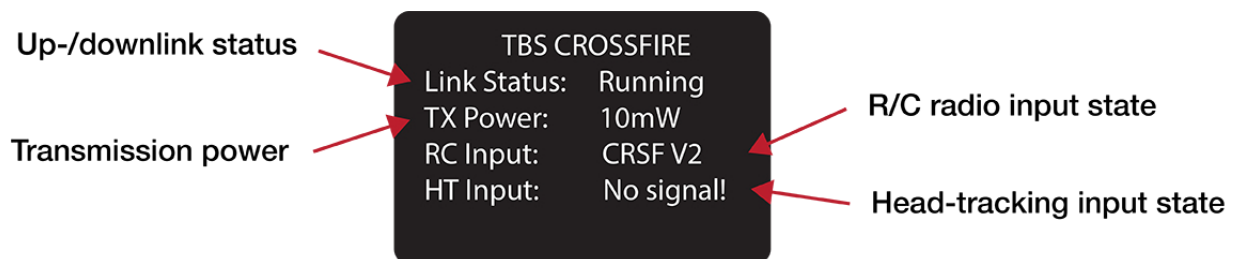 Up-/downlink status
Transmission power
TBS CROSSFIRE
Link Status: Running
TX Power: 10mW
RC Input: CRSF V2
HT Input: No signal!
R/C radio input state
Head-tracking input state